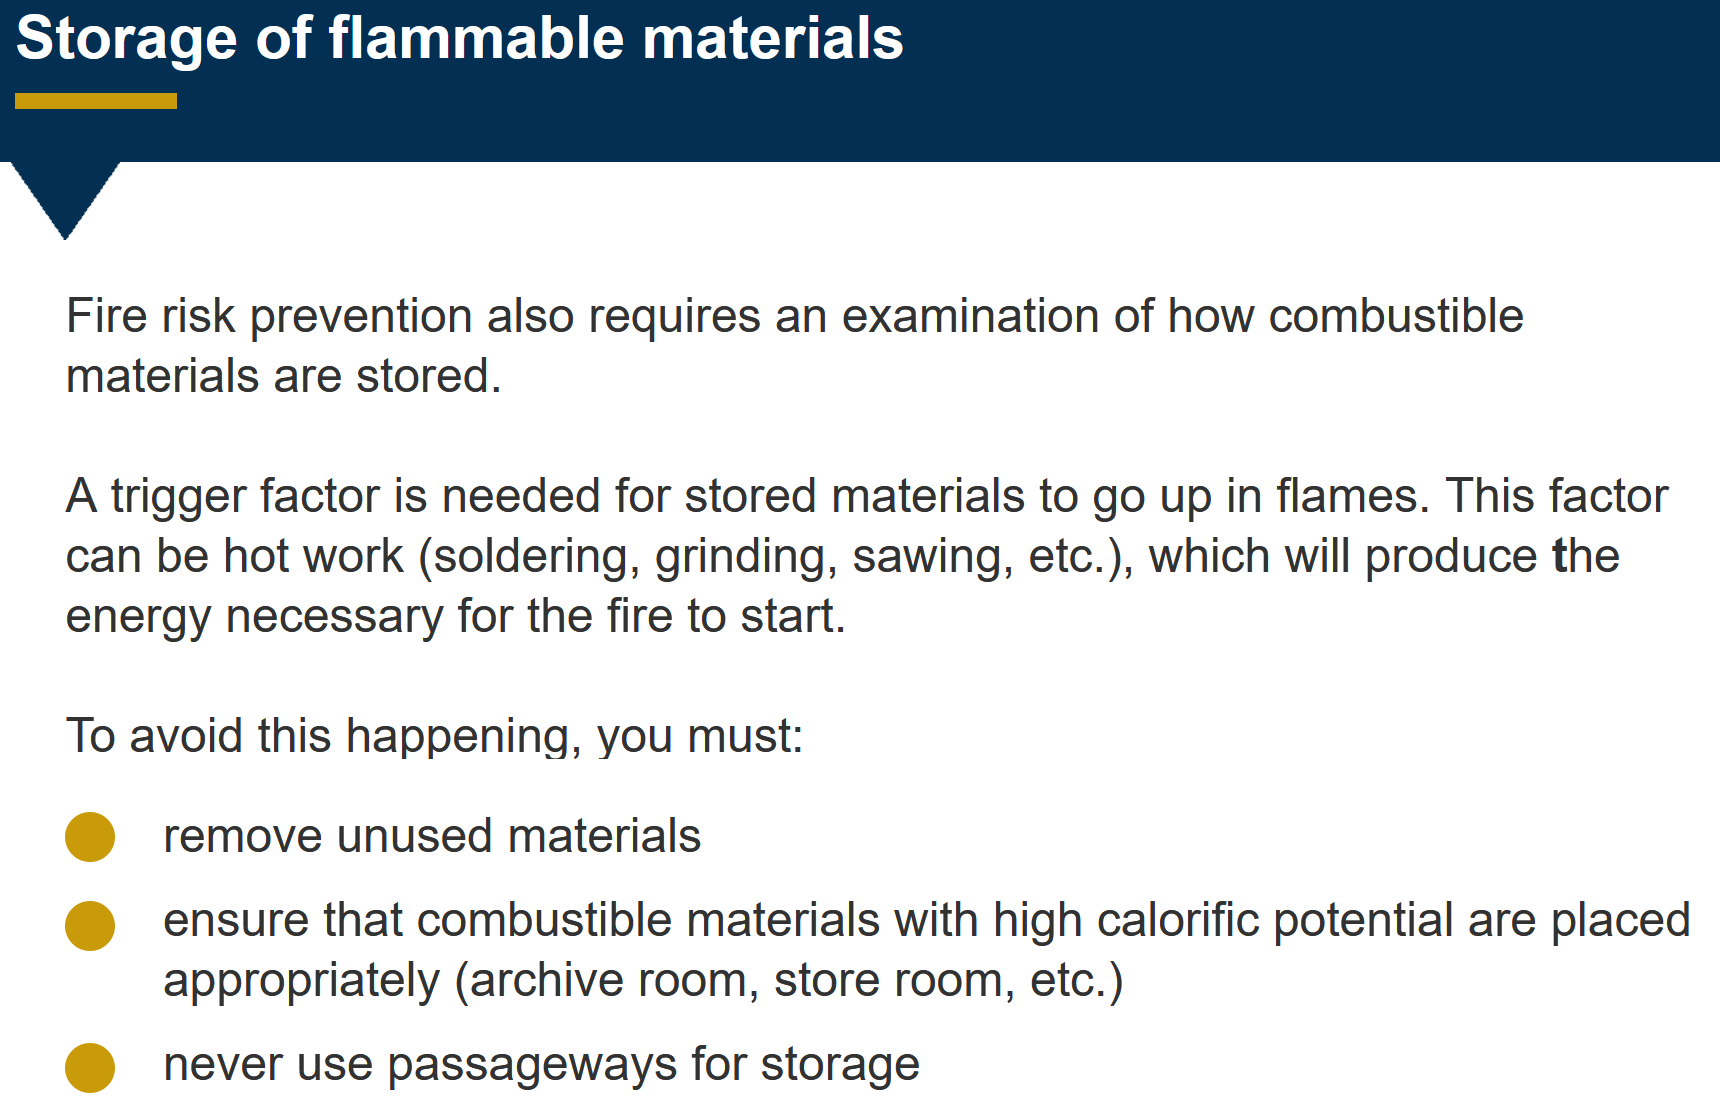 Storage of flammable materials
Fire risk prevention also requires an examination of how combustible
materials are stored.
A trigger factor is needed for stored materials to go up in flames. This factor
can be hot work (soldering, grinding, sawing, etc.), which will produce the
energy necessary for the fire to start.
To avoid this happening, you must:
remove unused materials
ensure that combustible materials with high calorific potential are placed
appropriately (archive room, store room, etc.)
never use passageways for storage